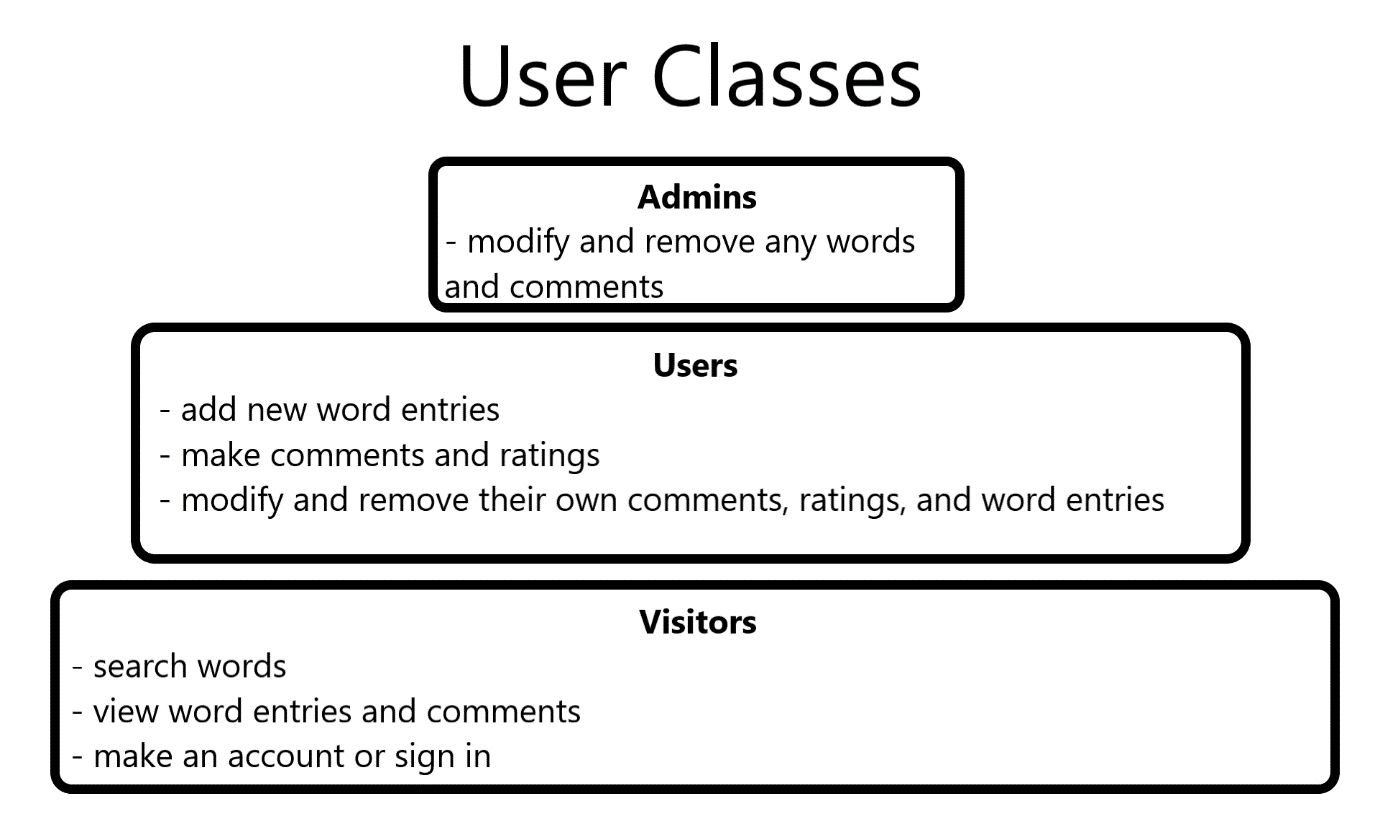 User Classes
Admins
- modify and remove any words
and comments
Users
- add new word entries
- make comments and ratings
- modify and remove their own comments, ratings, and word entries
Visitors
- search words
- view word entries and comments
- make an account or sign in